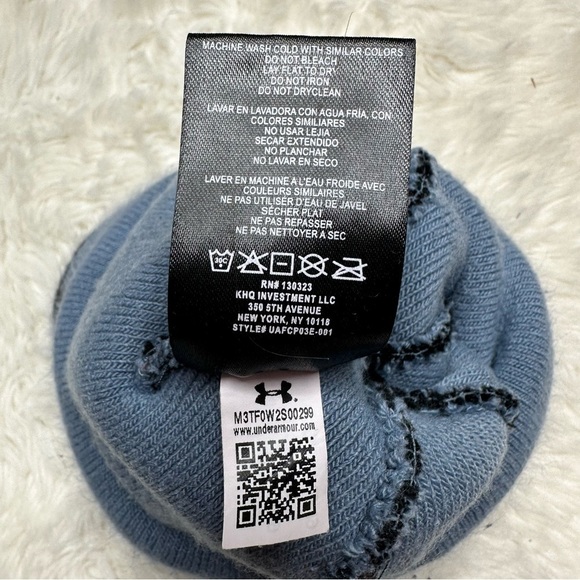 MACHINE WASH COLD WITH SIMILAR COLORS
DO NOT BLEACH
LAY FLAT TO DRY
DO NOT IRON
DO NOT DRYCLEAN
LAVAR EN LAVADORA CON AGUA FRÍA, CON
COLORES SIMILIARES
NO USAR LEJIA
SECAR EXTENDIDO
NO PLANCHAR
NO LAVAR EN SECO
LAVER EN MACHINE A L'EAU FROIDE AVEC
COULEURS SIMILAIRES
NE PAS UTILISER D'EAU DE JAVEL
SÉCHER PLAT
NE PAS REPASSER
NE PAS NETTOYER A SEC
30C
RN# 130323
KHQ INVESTMENT LLC
350 5TH AVENUE
NEW YORK, NY 10118
STYLE# UAFCP03E-001
M3TF0W2S00299
www.underarmour.com